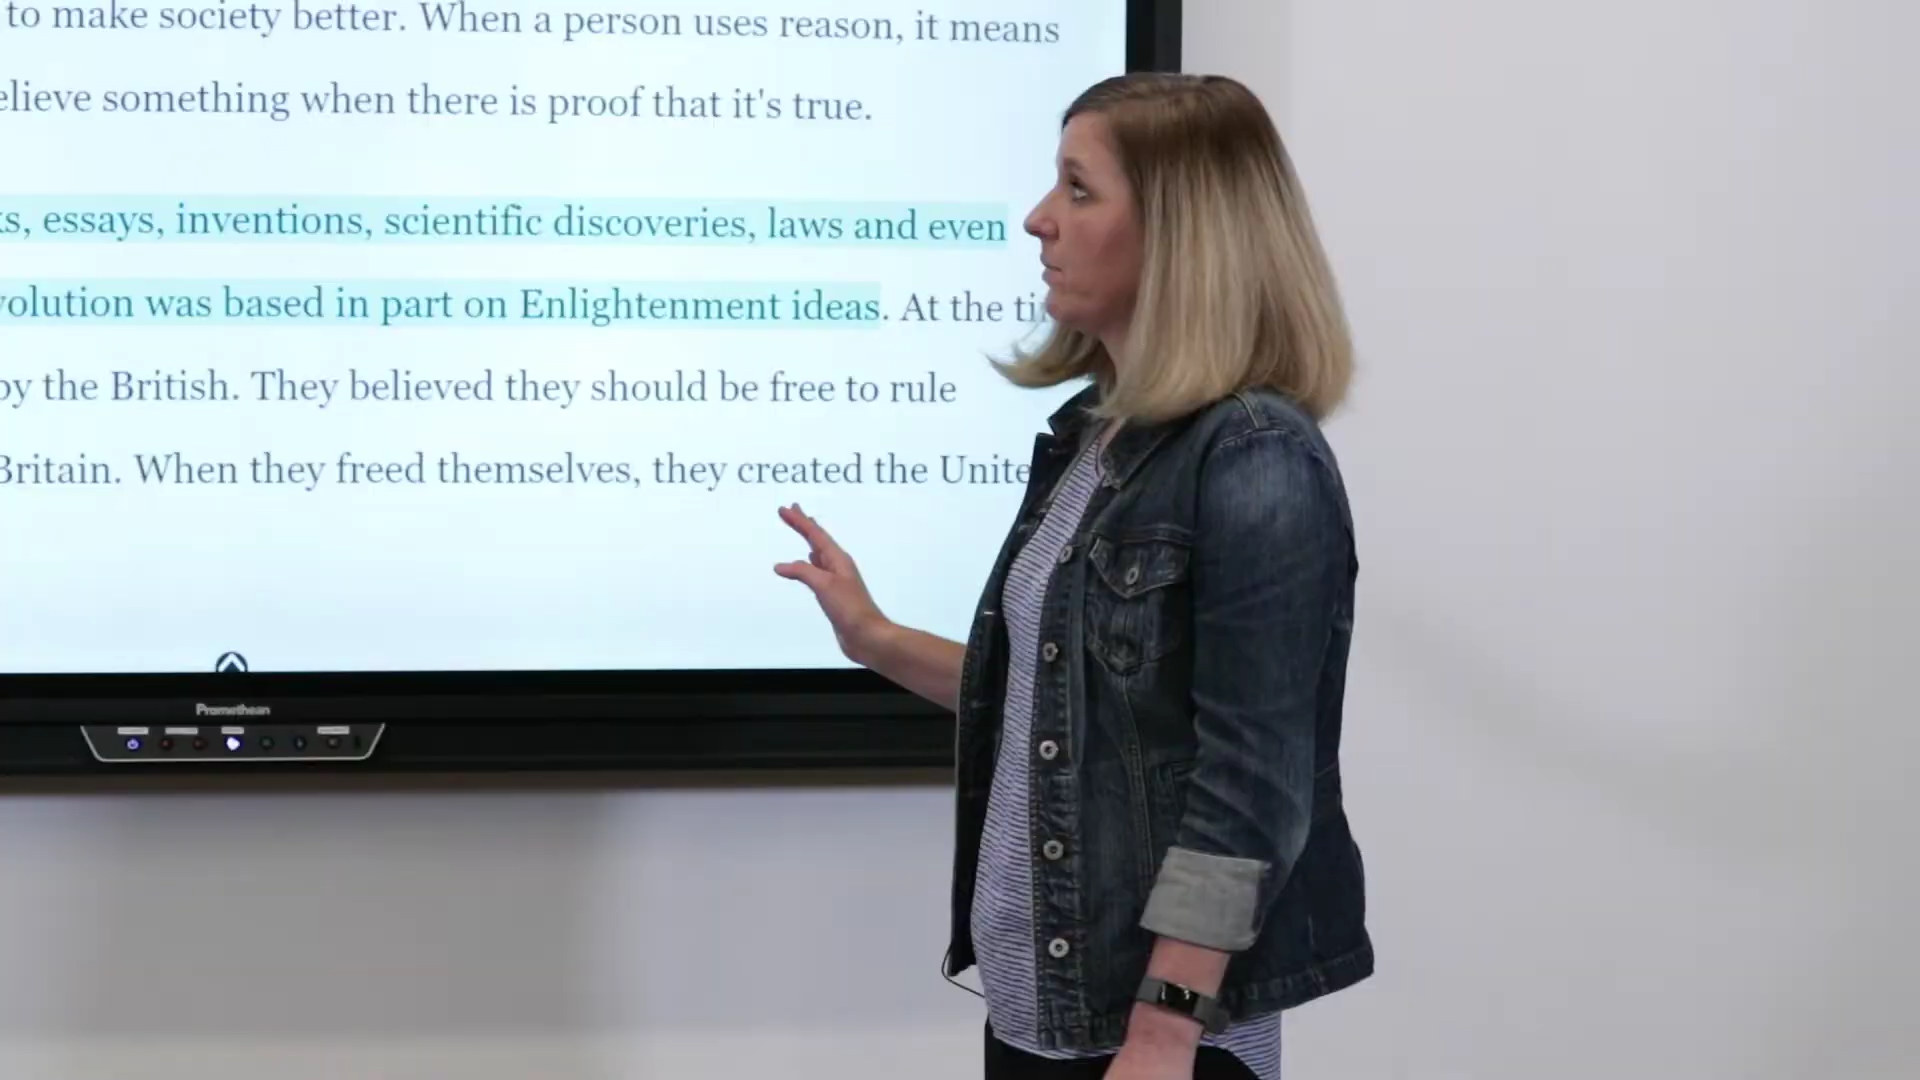 to make society better. When a person uses reason, it means
elieve something when there is proof that it's true.
s, essays, inventions, scientific discoveries, laws and even
volution was based in part on Enlightenment ideas. At the ti
by the British. They believed they should be free to rule
Britain. When they freed themselves, they created the Unite
Promethean